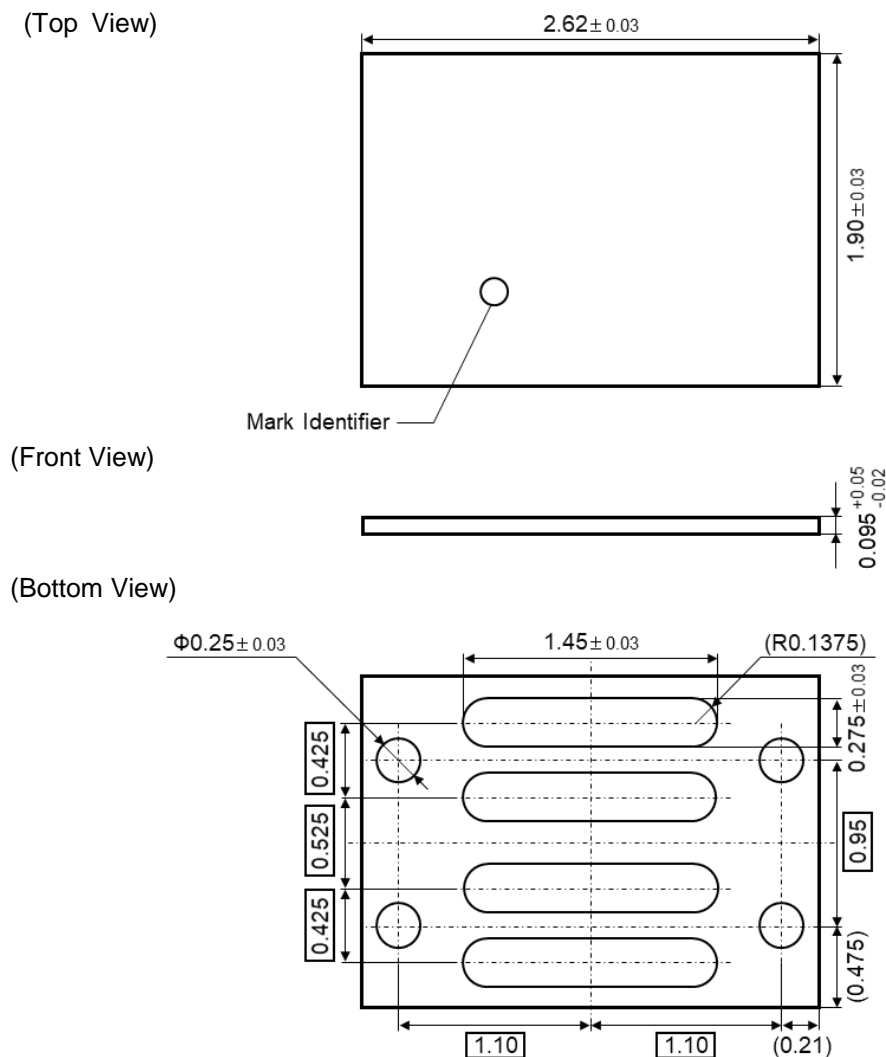 (Top View)
2.62± 0.03
1.90± 0.03
Mark Identifier
(Front View)
0.095 +0.05 -0.02
(Bottom View)
Φ0.25± 0.03
1.45± 0.03
(R0.1375)
0.275± 0.03
0.425
0.525
0.95
0.425
(0.475)
1.10
1.10
(0.21)